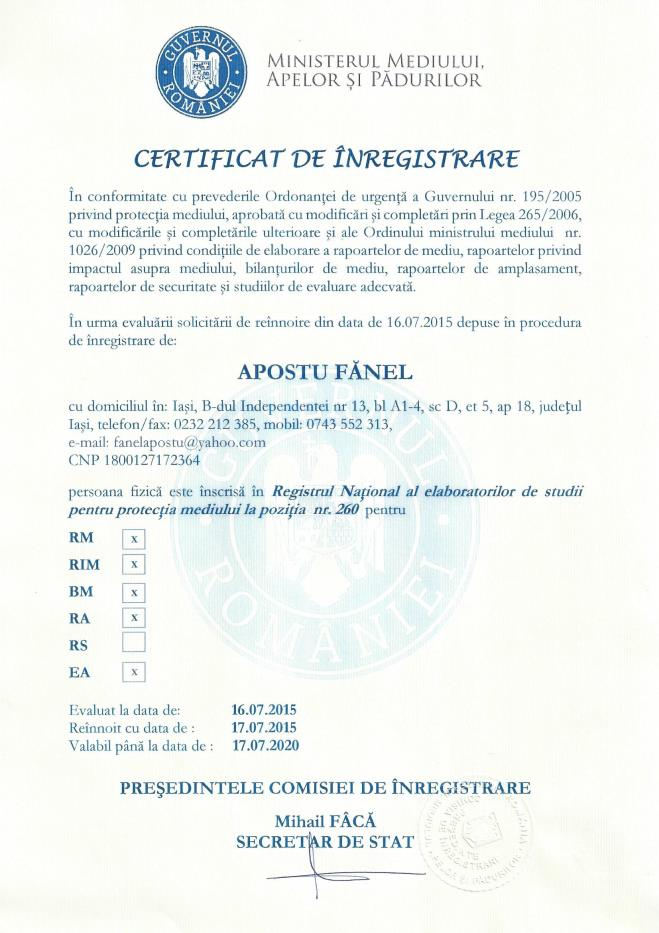 GUVERNUL ROMÂNIEI
MINISTERUL MEDIULUI,
APELOR ȘI PĂDURILOR
CERTIFICAT DE ÎNREGISTRARE
În conformitate cu prevederile Ordonanței de urgență a Guvernului nr. 195/2005
privind protecția mediului, aprobată cu modificări și completări prin Legea 265/2006,
cu modificările și completările ulterioare și ale Ordinului ministrului mediului nr.
1026/2009 privind condițiile de elaborare a rapoartelor de mediu, rapoartelor privind
impactul asupra mediului, bilanțurilor de mediu, rapoartelor de amplasament,
rapoartelor de securitate și studiilor de evaluare adecvată.
În urma evaluării solicitării de reînnoire din data de 16.07.2015 depuse în procedura
de înregistrare de:
APOSTU FĂNEL
cu domiciliul în: Iași, B-dul Independentei nr 13, bl A1-4, sc D, et 5, ap 18, județul
Iași, telefon/fax: 0232 212 385, mobil: 0743 552 313,
e-mail: fanelapostu@yahoo.com
CNP 1800127172364
persoana fizică este înscrisă în Registrul Național al elaboratorilor de studii
pentru protecția mediului la poziția nr. 260 pentru
RM x
RIM x
BM x
RA x
RS
EA x
Evaluat la data de: 16.07.2015
Reînnoit cu data de : 17.07.2015
Valabil până la data de : 17.07.2020
PREȘEDINTELE COMISIEI DE ÎNREGISTRARE
Mihail FÂCĂ
SECRETAR DE STAT
GUVERNUL ROMÂNIEI